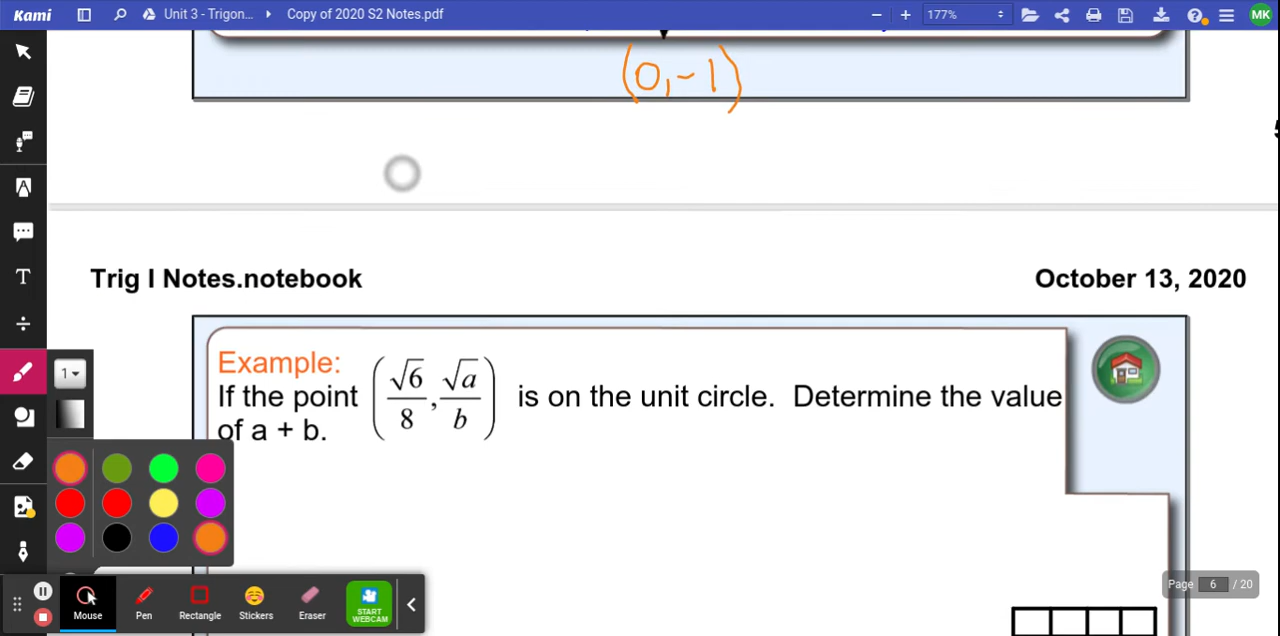 Kami Unit 3 - Trigon... Copy of 2020 S2 Notes.pdf 177% MK
(0,-1)
Trig I Notes.notebook October 13, 2020
Example:
If the point (√6/8, √a/b) is on the unit circle. Determine the value
of a + b.
1
Page 6 / 20
Mouse Pen Rectangle Stickers Eraser START WEBCAM